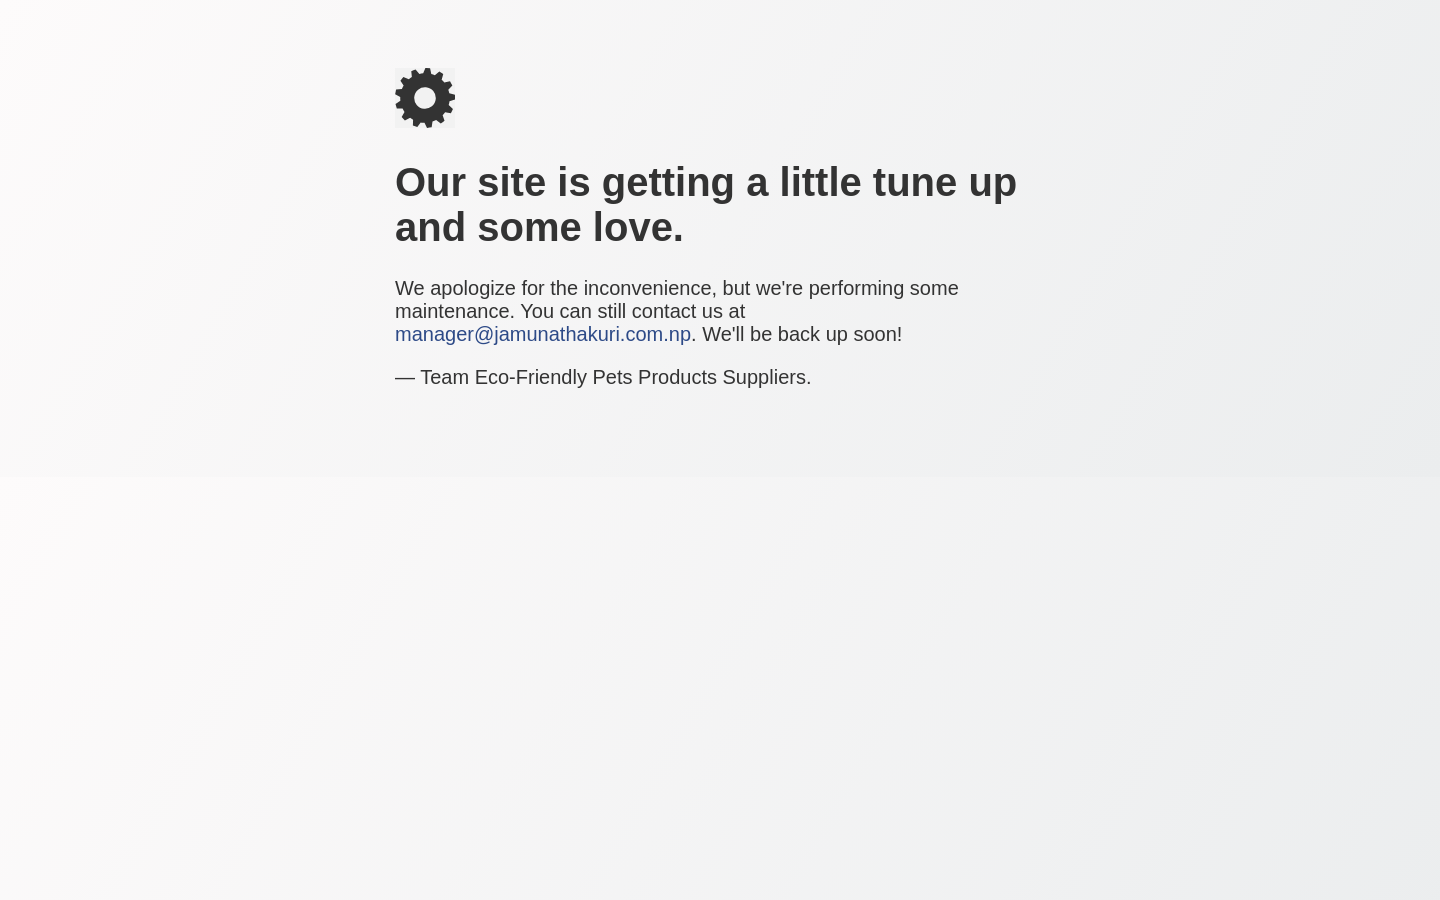 Our site is getting a little tune up
and some love.
We apologize for the inconvenience, but we're performing some
maintenance. You can still contact us at
manager@jamunathakuri.com.np. We'll be back up soon!
— Team Eco-Friendly Pets Products Suppliers.